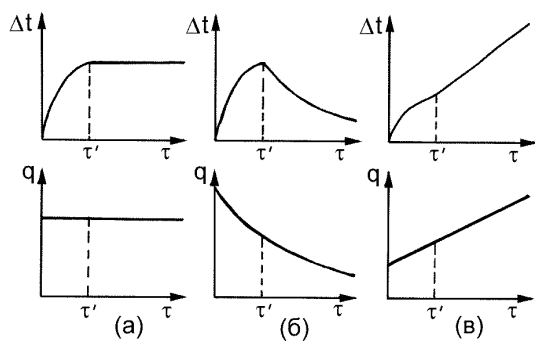 Δt Δt Δt
τ′ τ τ′ τ τ′ τ
q q q
τ′ τ τ′ τ τ′ τ
(а) (б) (в)